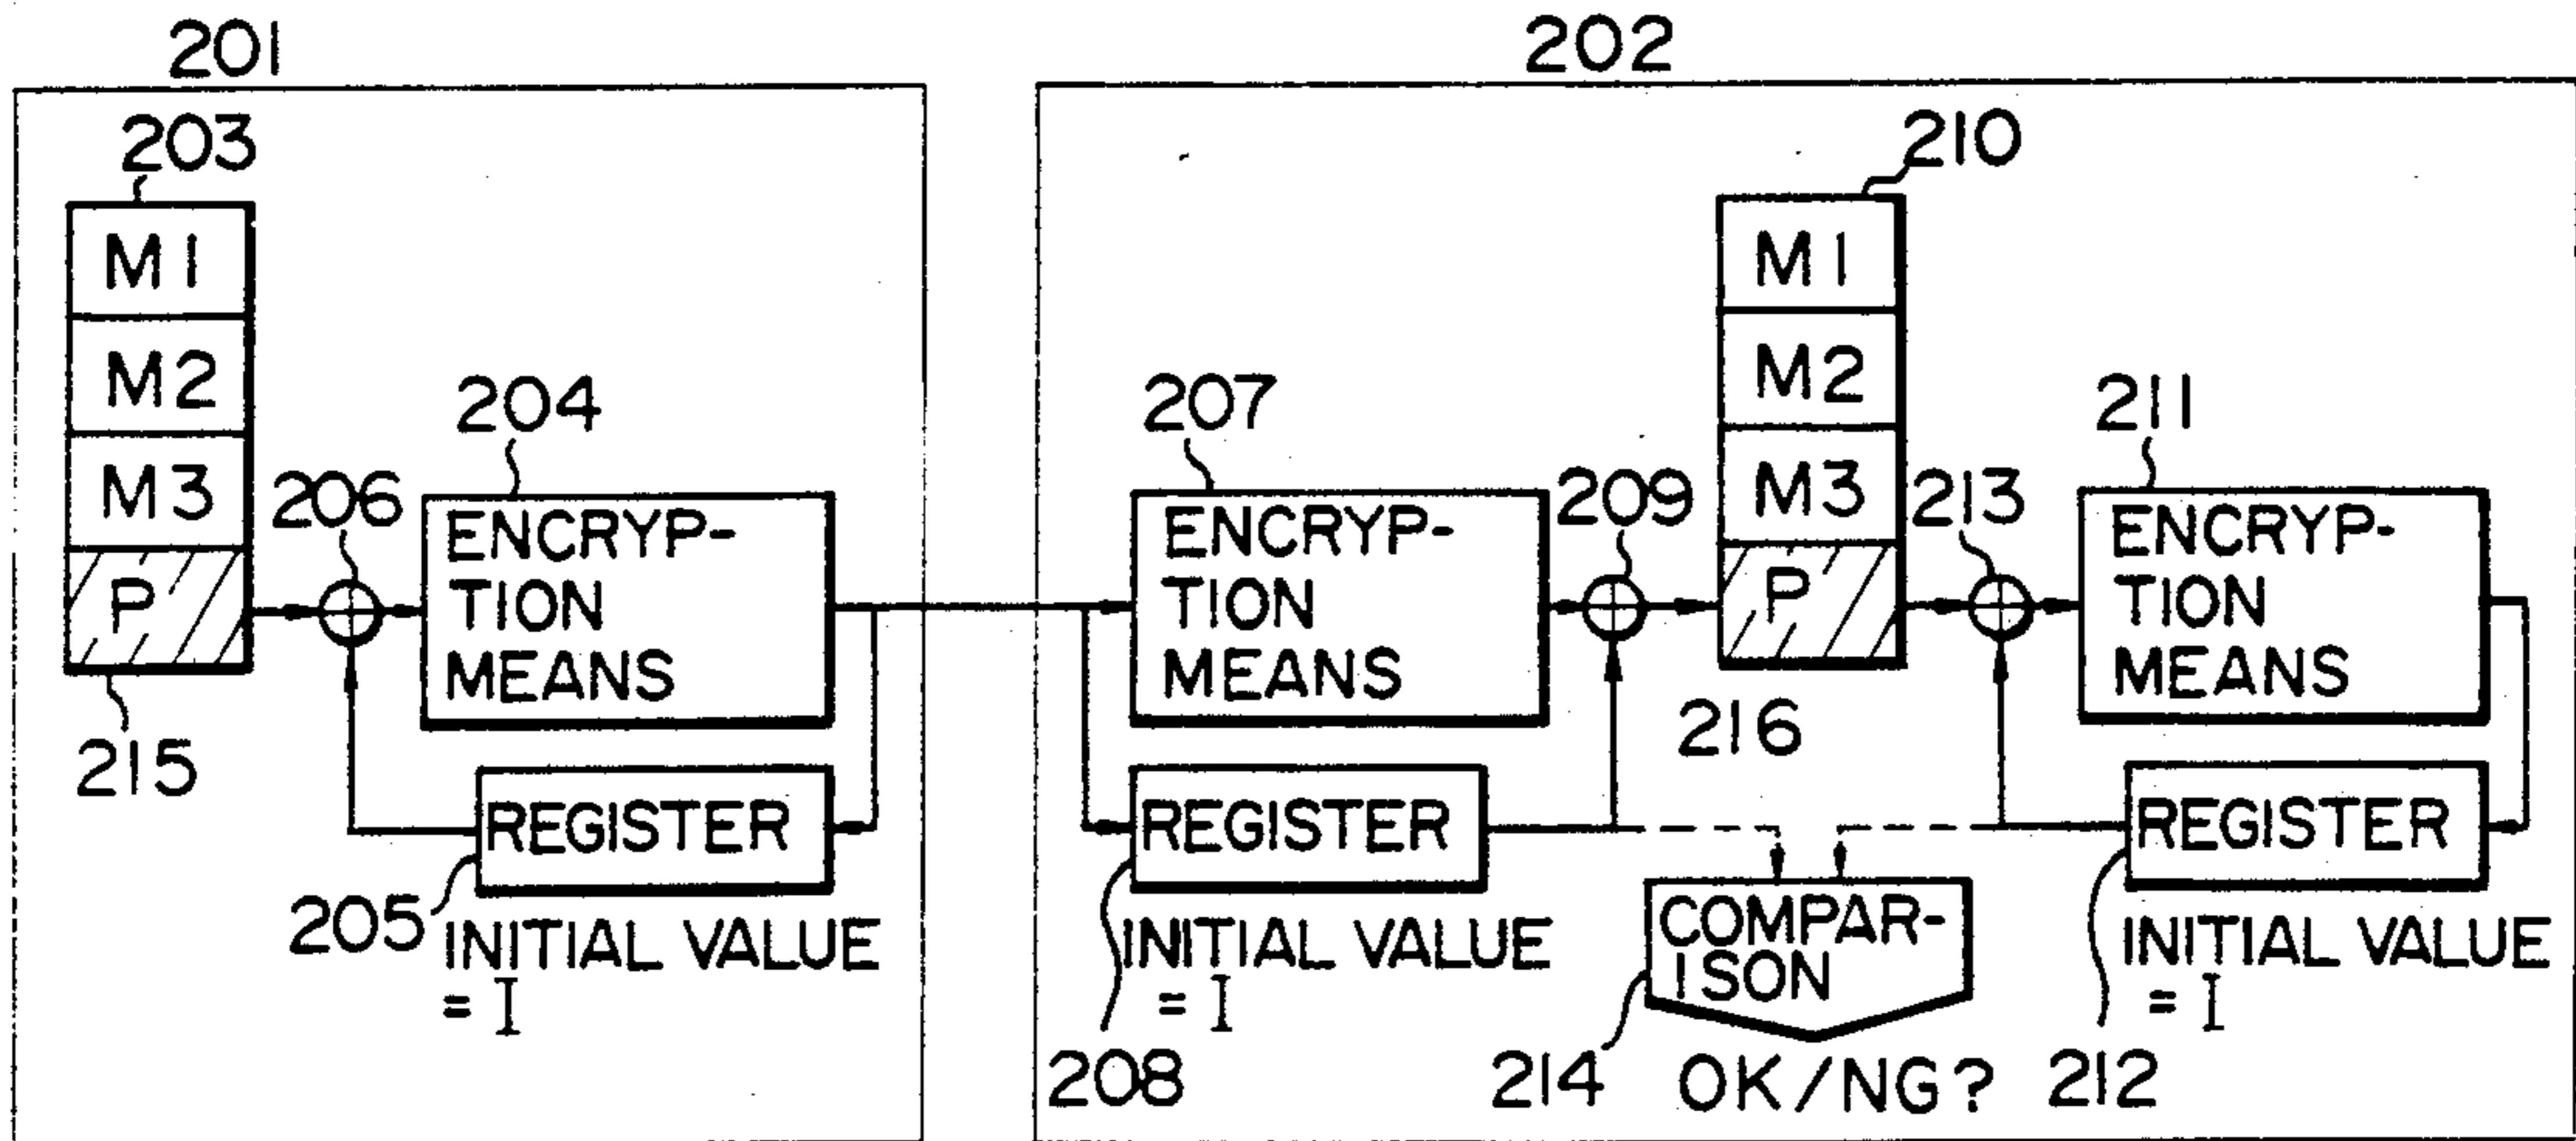 201
202
203
M1
M2
M3
P
215
206
204
ENCRYP-
TION
MEANS
REGISTER
205
INITIAL VALUE
= I
207
ENCRYP-
TION
MEANS
REGISTER
208
INITIAL VALUE
= I
209
210
M1
M2
M3
P
216
213
211
ENCRYP-
TION
MEANS
REGISTER
212
INITIAL VALUE
= I
COMPAR-
ISON
214
OK/NG?